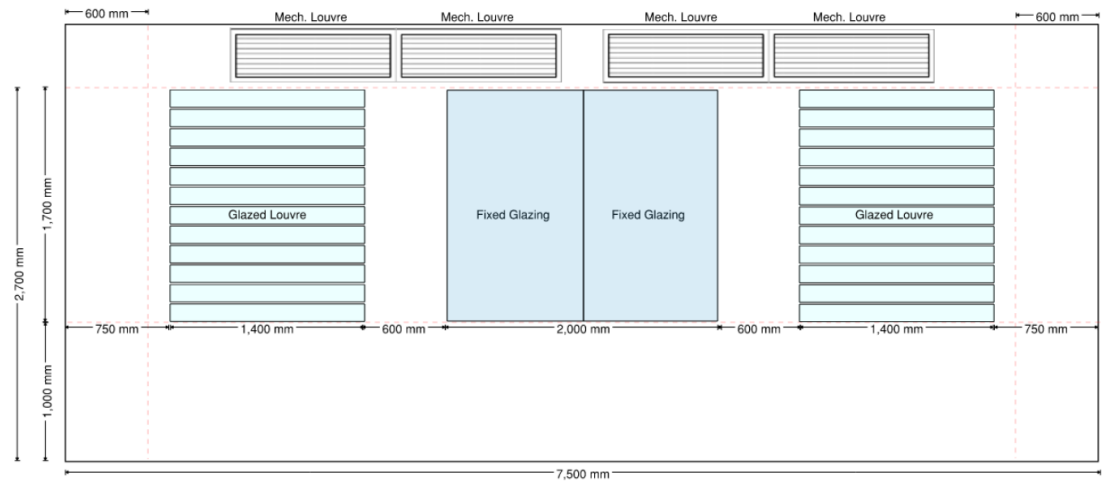 600 mm
Mech. Louvre
Mech. Louvre
Mech. Louvre
Mech. Louvre
600 mm
2,700 mm
1,700 mm
1,000 mm
Glazed Louvre
Fixed Glazing
Fixed Glazing
Glazed Louvre
750 mm
1,400 mm
600 mm
2,000 mm
600 mm
1,400 mm
750 mm
7,500 mm